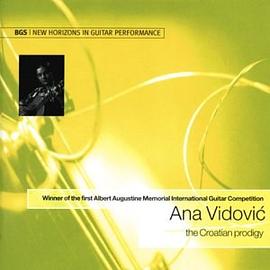 BGS | NEW HORIZONS IN GUITAR PERFORMANCE
Winner of the first Albert Augustine Memorial International Guitar Competition
Ana Vidović
the Croatian prodigy